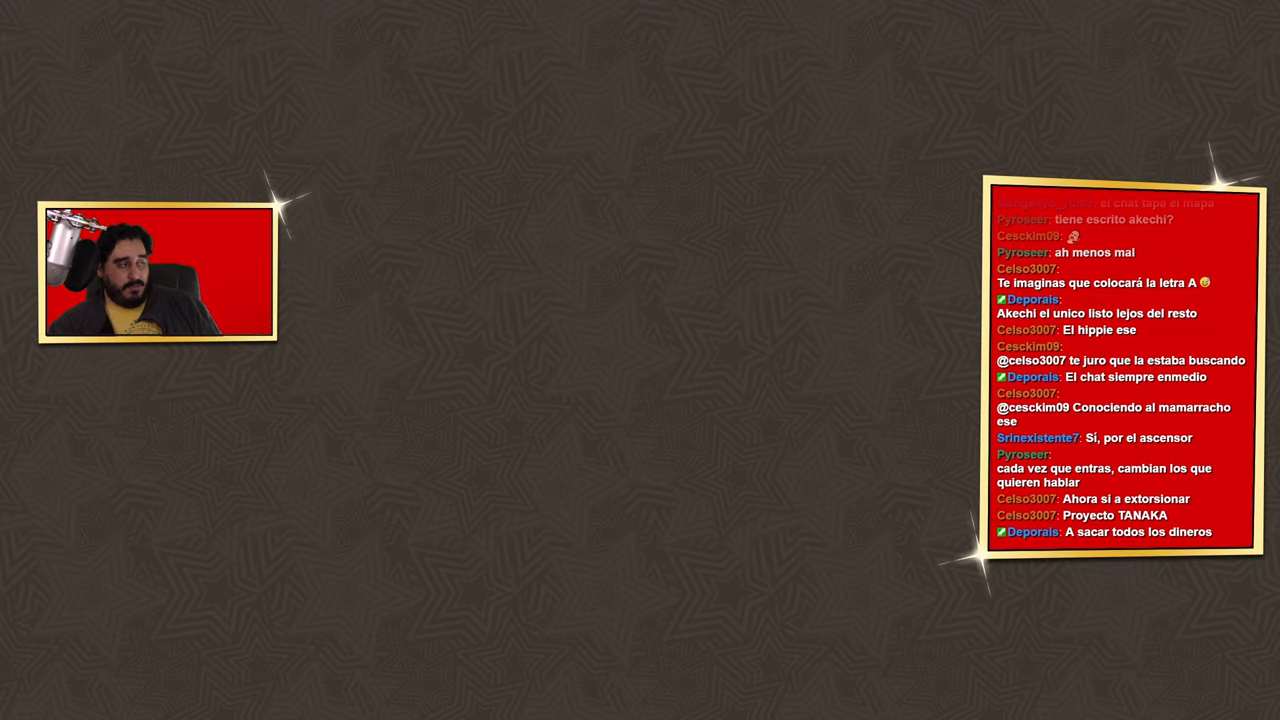 el chat tapa el mapa
Pyroseer: tiene escrito akechi?
Cesckim09:
Pyroseer: ah menos mal
Celso3007:
Te imaginas que colocará la letra A
Deporais:
Akechi el unico listo lejos del resto
Celso3007: El hippie ese
Cesckim09:
@celso3007 te juro que la estaba buscando
Deporais: El chat siempre enmedio
Celso3007:
@cesckim09 Conociendo al mamarracho
ese
Srinexistente7: Sí, por el ascensor
Pyroseer:
cada vez que entras, cambian los que
quieren hablar
Celso3007: Ahora si a extorsionar
Celso3007: Proyecto TANAKA
Deporais: A sacar todos los dineros